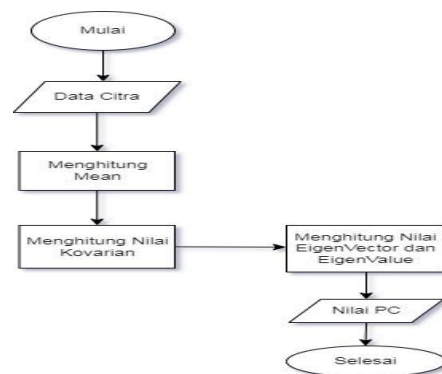 Mulai
Data Citra
Menghitung
Mean
Menghitung Nilai
Kovarian
Menghitung Nilai
EigenVector dan
EigenValue
Nilai PC
Selesai